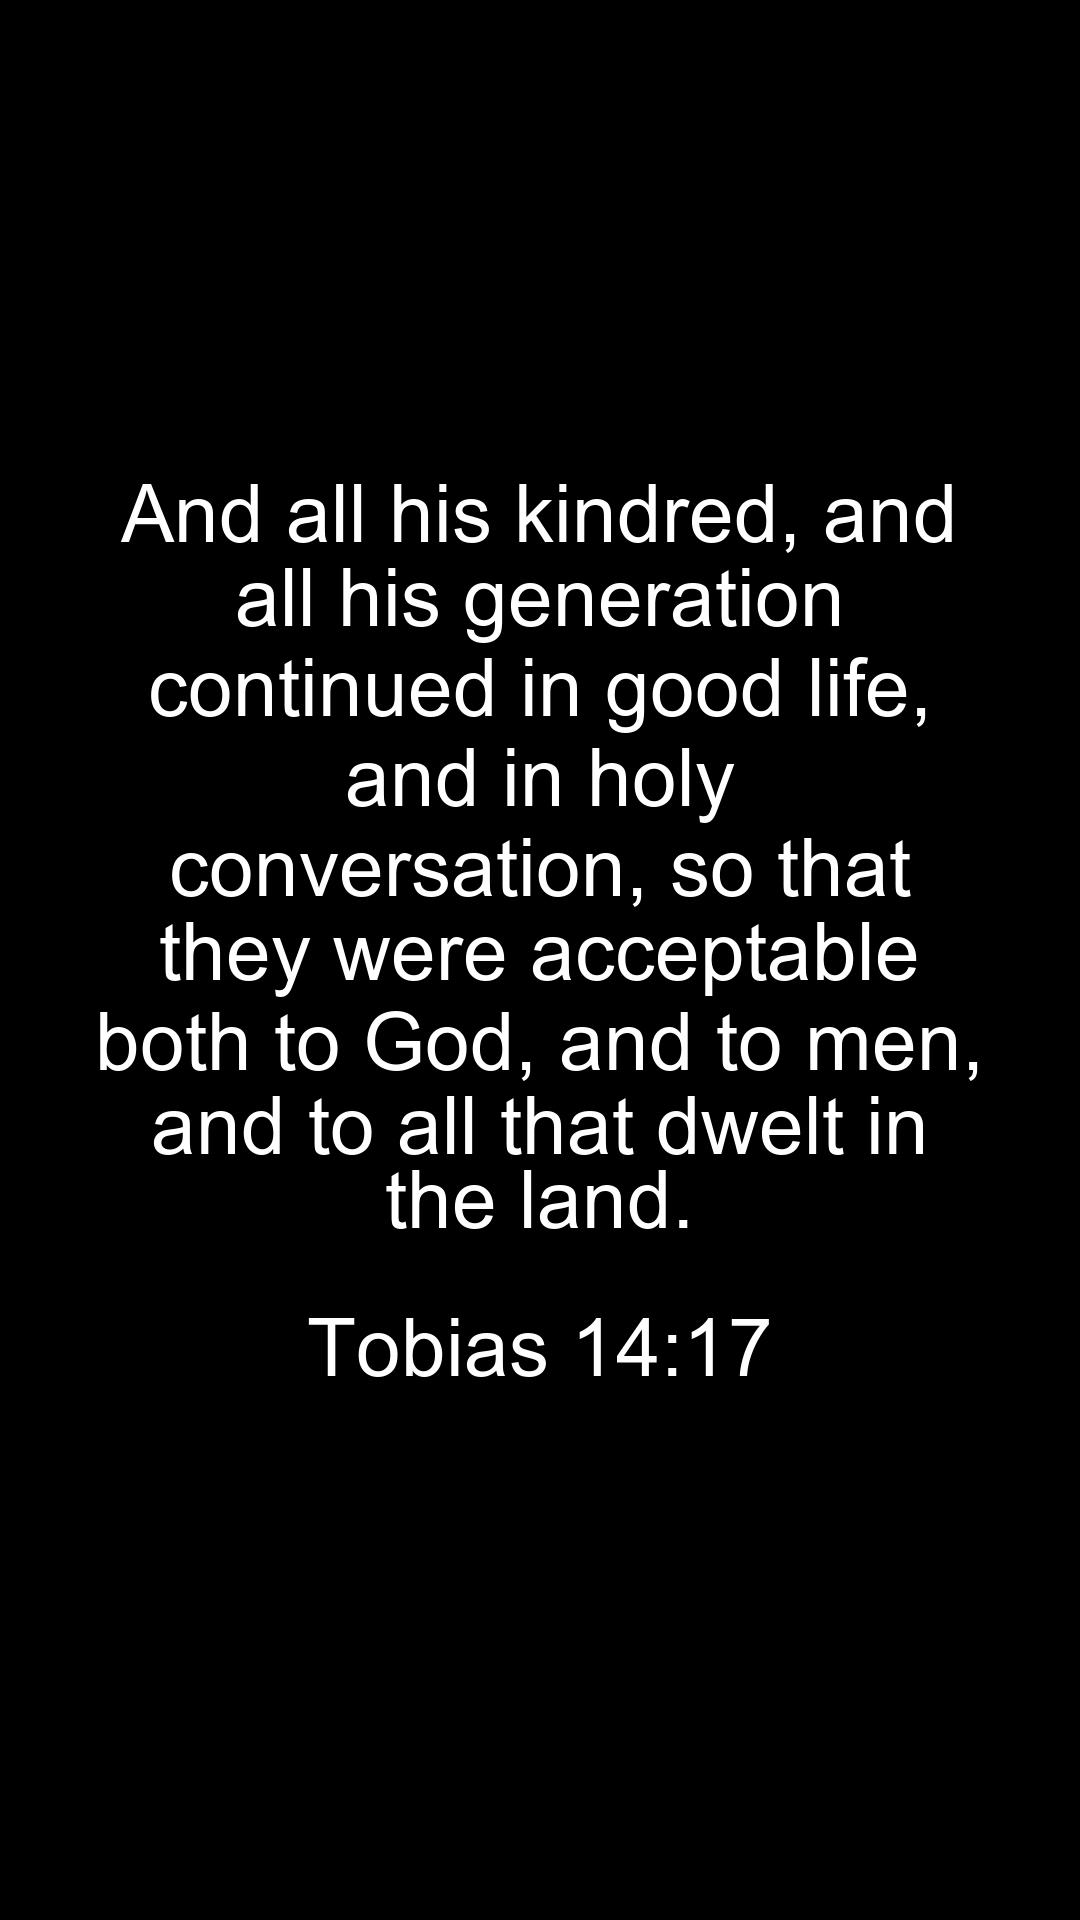 And all his kindred, and
all his generation
continued in good life,
and in holy
conversation, so that
they were acceptable
both to God, and to men,
and to all that dwelt in
the land.
Tobias 14:17